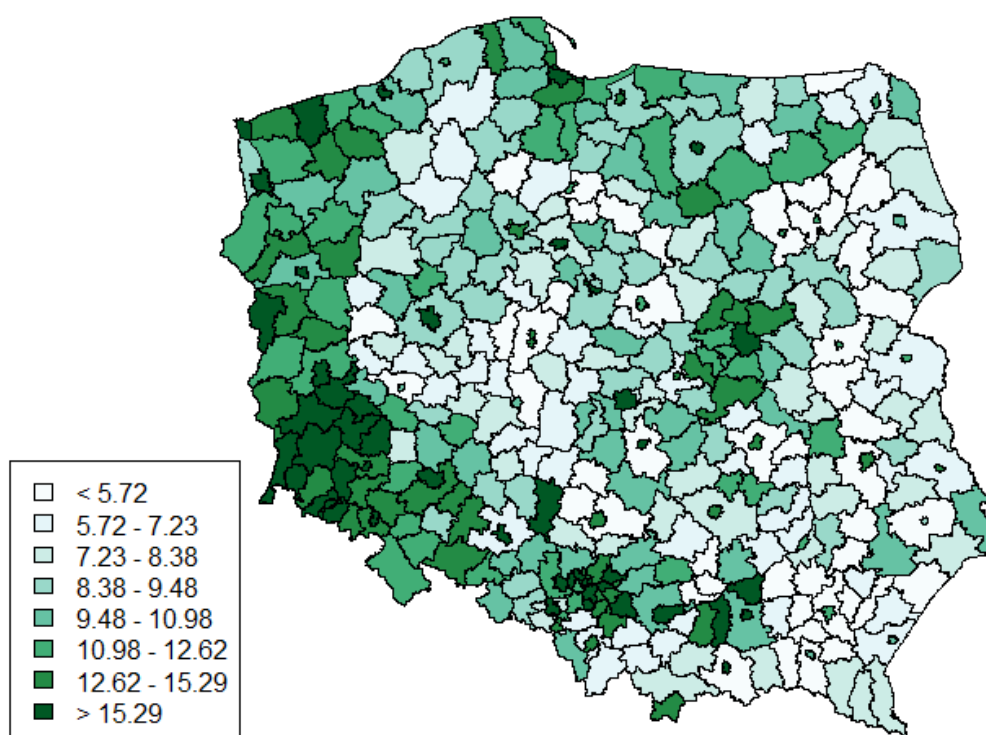 < 5.72
5.72 - 7.23
7.23 - 8.38
8.38 - 9.48
9.48 - 10.98
10.98 - 12.62
12.62 - 15.29
> 15.29